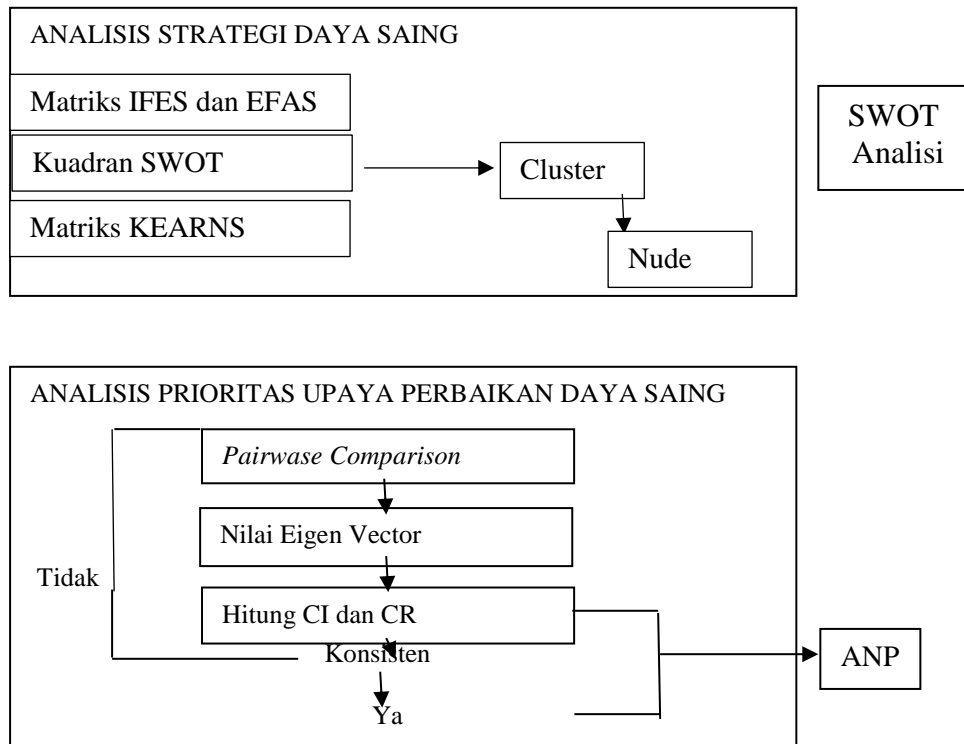 ANALISIS STRATEGI DAYA SAING
Matriks IFES dan EFAS
Kuadran SWOT
Matriks KEARNS
Cluster
Nude
SWOT
Analisi
ANALISIS PRIORITAS UPAYA PERBAIKAN DAYA SAING
Pairwase Comparison
Nilai Eigen Vector
Tidak
Hitung CI dan CR
Konsisten
Ya
ANP